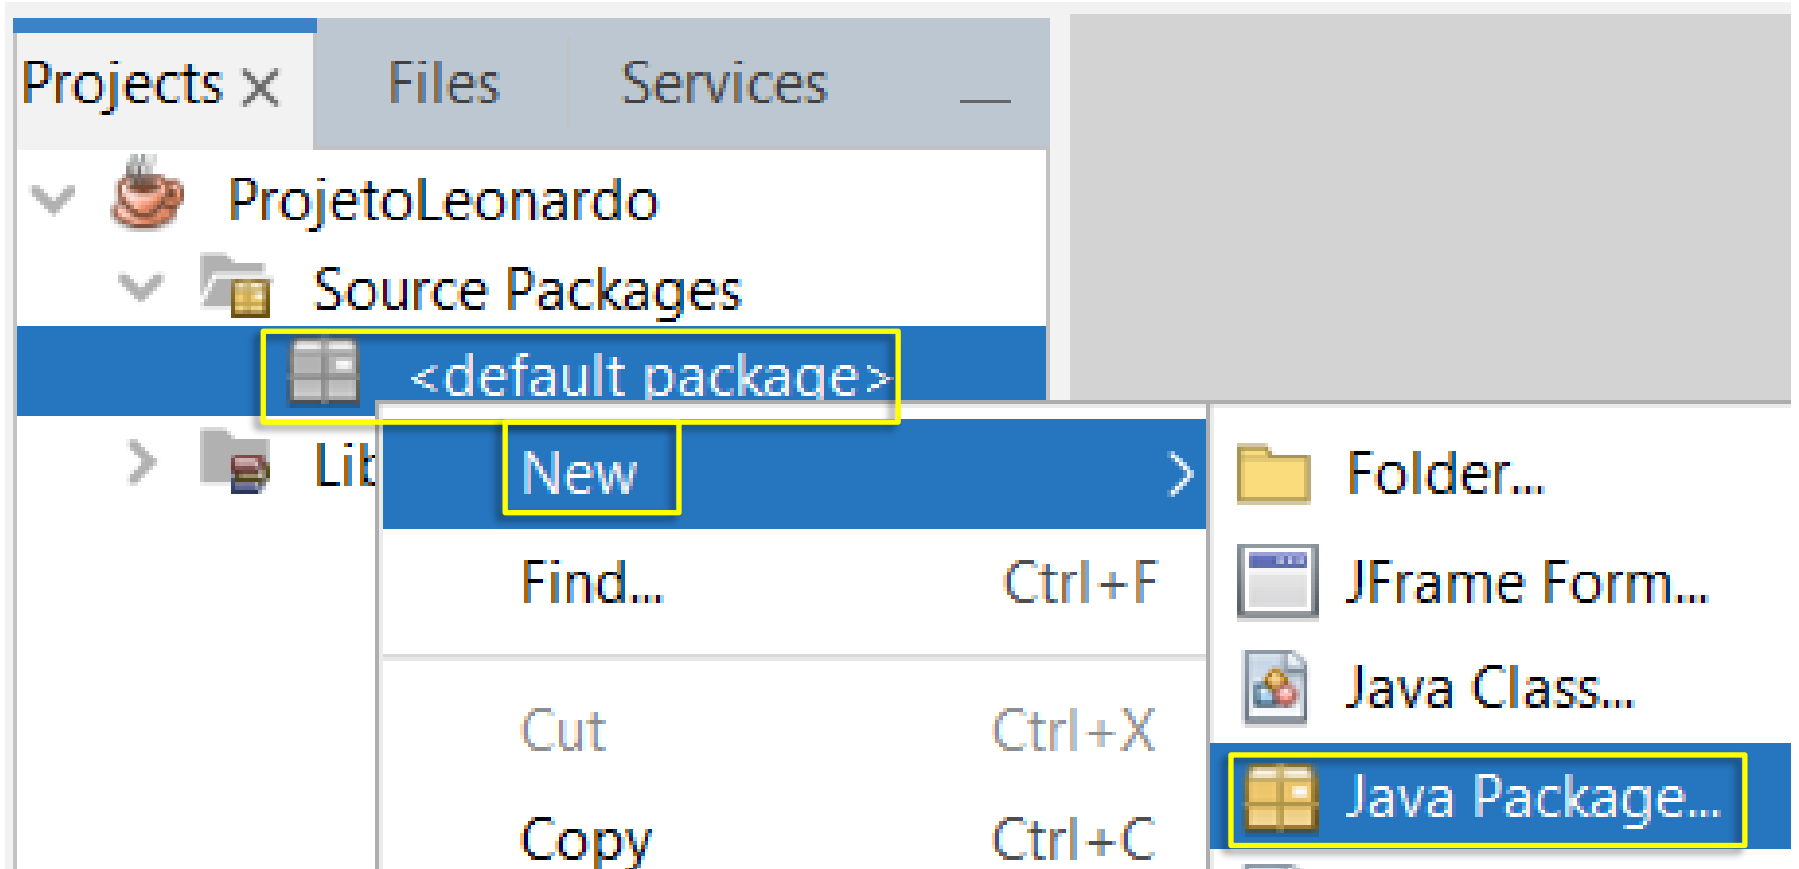 Projects
Files
Services
ProjetoLeonardo
Source Packages
<default package>
Lib
New
Find... Ctrl+F
Cut Ctrl+X
Copy Ctrl+C
Folder...
JFrame Form...
Java Class...
Java Package...